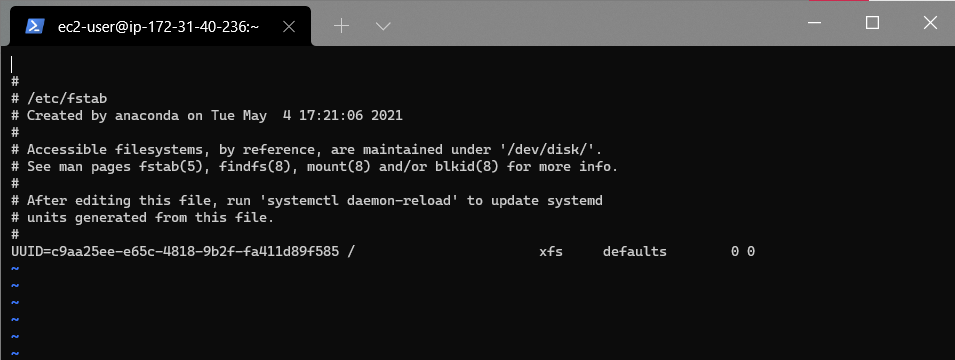 ec2-user@ip-172-31-40-236:~
#
# /etc/fstab
# Created by anaconda on Tue May  4 17:21:06 2021
#
# Accessible filesystems, by reference, are maintained under '/dev/disk/'.
# See man pages fstab(5), findfs(8), mount(8) and/or blkid(8) for more info.
#
# After editing this file, run 'systemctl daemon-reload' to update systemd
# units generated from this file.
#
UUID=c9aa25ee-e65c-4818-9b2f-fa411d89f585 /                       xfs     defaults        0 0
~
~
~
~
~
~